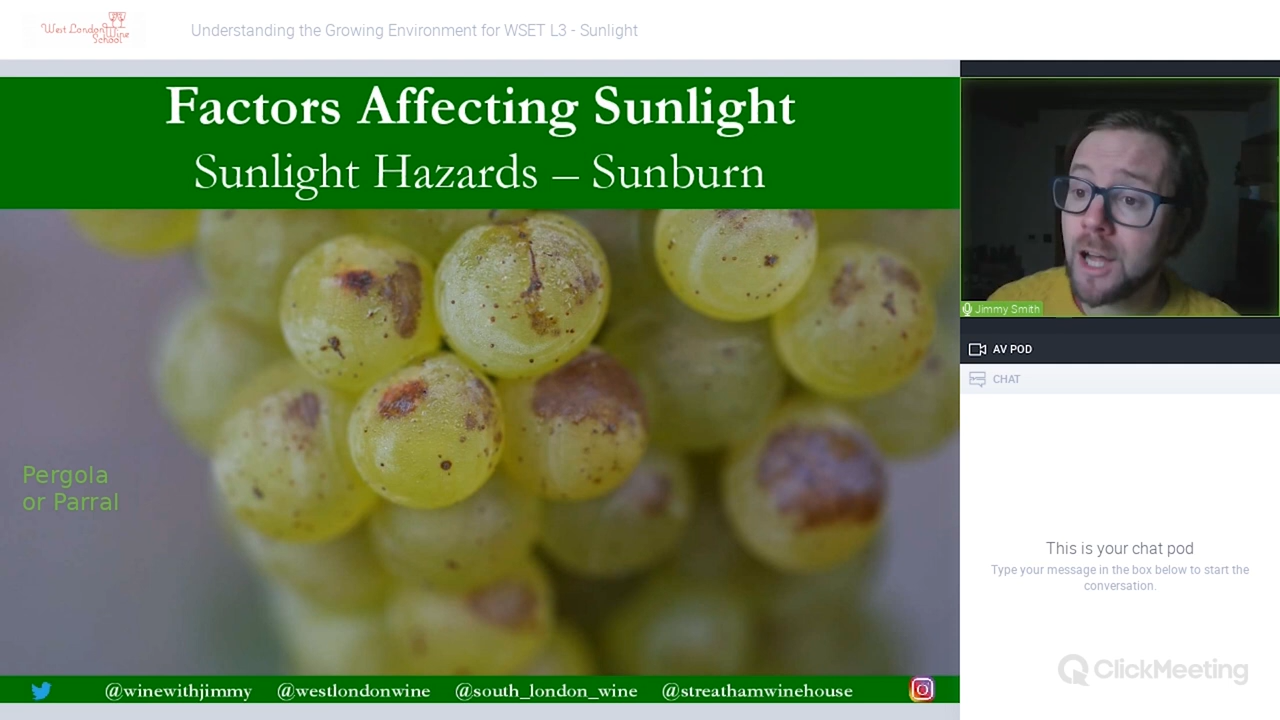 West London Wine
School
Understanding the Growing Environment for WSET L3 - Sunlight
Factors Affecting Sunlight
Sunlight Hazards – Sunburn
Pergola
or Parral
@winewithjimmy @westlondonwine @south_london_wine @streathamwinehouse
Jimmy Smith
AV POD
CHAT
This is your chat pod
Type your message in the box below to start the
conversation.
ClickMeeting